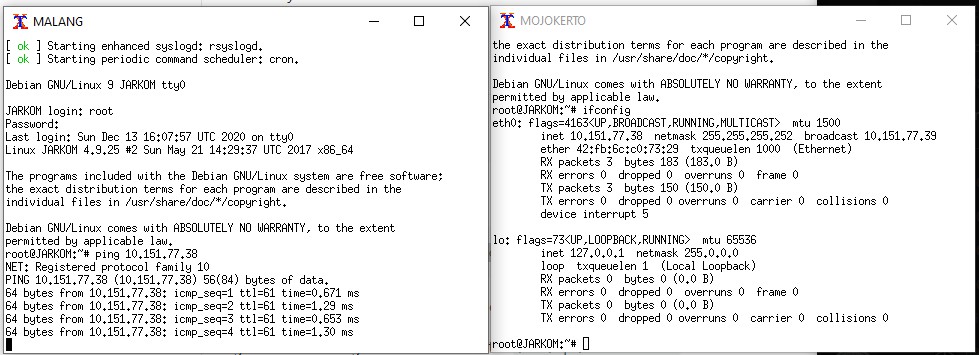 MALANG
[ ok ] Starting enhanced syslogd: rsyslogd.
[ ok ] Starting periodic command scheduler: cron.
Debian GNU/Linux 9 JARKOM tty0
JARKOM login: root
Password:
Last login: Sun Dec 13 16:07:57 UTC 2020 on tty0
Linux JARKOM 4.9.25 #2 Sun May 21 14:29:37 UTC 2017 x86_64
The programs included with the Debian GNU/Linux system are free software;
the exact distribution terms for each program are described in the
individual files in /usr/share/doc/*/copyright.
Debian GNU/Linux comes with ABSOLUTELY NO WARRANTY, to the extent
permitted by applicable law.
root@JARKOM:~# ping 10.151.77.38
NET: Registered protocol family 10
PING 10.151.77.38 (10.151.77.38) 56(84) bytes of data.
64 bytes from 10.151.77.38: icmp_seq=1 ttl=61 time=0.671 ms
64 bytes from 10.151.77.38: icmp_seq=2 ttl=61 time=1.29 ms
64 bytes from 10.151.77.38: icmp_seq=3 ttl=61 time=0.653 ms
64 bytes from 10.151.77.38: icmp_seq=4 ttl=61 time=1.30 ms
MOJOKERTO
the exact distribution terms for each program are described in the
individual files in /usr/share/doc/*/copyright.
Debian GNU/Linux comes with ABSOLUTELY NO WARRANTY, to the extent
permitted by applicable law.
root@JARKOM:~# ifconfig
eth0: flags=4163<UP,BROADCAST,RUNNING,MULTICAST> mtu 1500
inet 10.151.77.38 netmask 255.255.255.252 broadcast 10.151.77.39
ether 42:fb:6c:c0:73:29 txqueuelen 1000 (Ethernet)
RX packets 3 bytes 183 (183.0 B)
RX errors 0 dropped 0 overruns 0 frame 0
TX packets 3 bytes 150 (150.0 B)
TX errors 0 dropped 0 overruns 0 carrier 0 collisions 0
device interrupt 5
lo: flags=73<UP,LOOPBACK,RUNNING> mtu 65536
inet 127.0.0.1 netmask 255.0.0.0
loop txqueuelen 1 (Local Loopback)
RX packets 0 bytes 0 (0.0 B)
RX errors 0 dropped 0 overruns 0 frame 0
TX packets 0 bytes 0 (0.0 B)
TX errors 0 dropped 0 overruns 0 carrier 0 collisions 0
root@JARKOM:~#